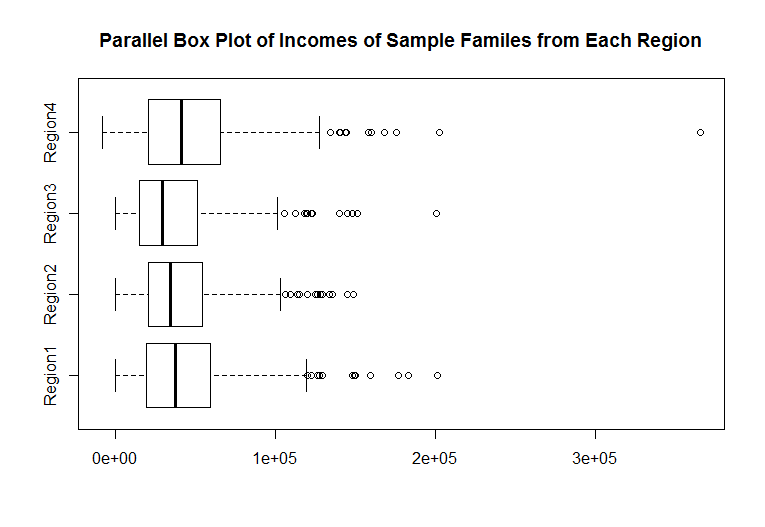 Parallel Box Plot of Incomes of Sample Familes from Each Region
Region4
Region3
Region2
Region1
0e+00 1e+05 2e+05 3e+05